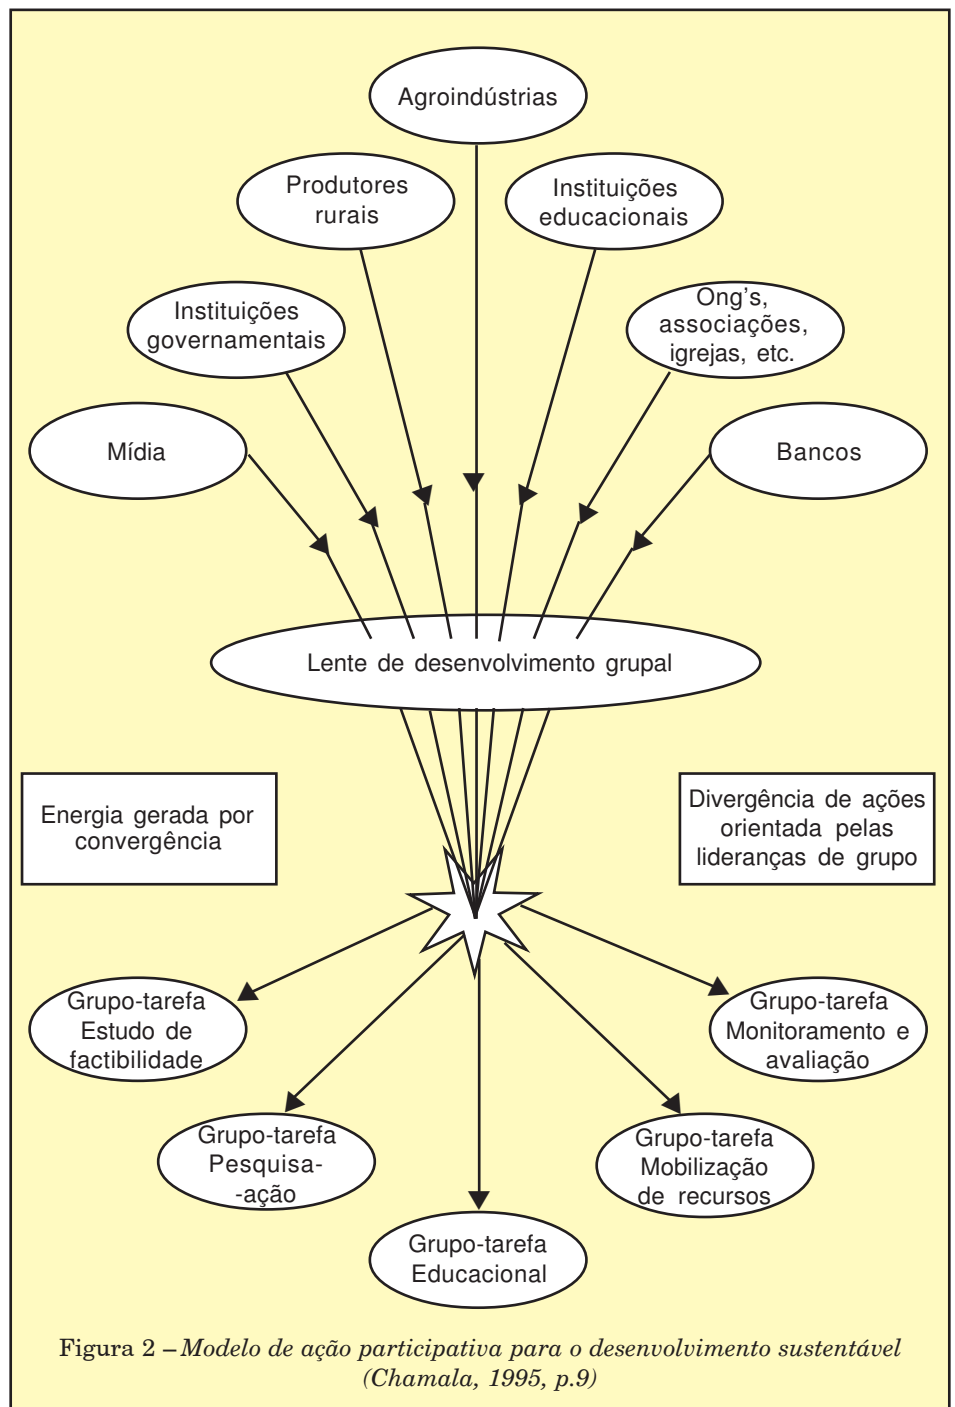 Agroindústrias
Produtores
rurais
Instituições
educacionais
Instituições
governamentais
Ong's,
associações,
igrejas, etc.
Mídia
Bancos
Lente de desenvolvimento grupal
Energia gerada por
convergência
Divergência de ações
orientada pelas
lideranças de grupo
Grupo-tarefa
Estudo de
factibilidade
Grupo-tarefa
Monitoramento e
avaliação
Grupo-tarefa
Pesquisa-
-ação
Grupo-tarefa
Mobilização
de recursos
Grupo-tarefa
Educacional
Figura 2 – Modelo de ação participativa para o desenvolvimento sustentável
(Chamala, 1995, p.9)